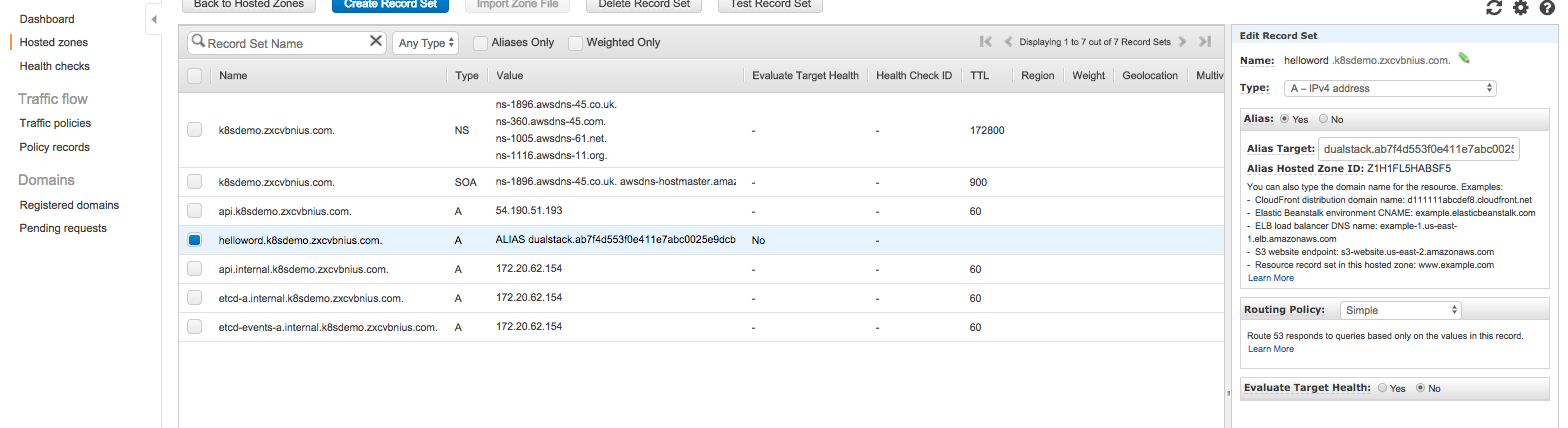 Dashboard
Hosted zones
Health checks
Traffic flow
Traffic policies
Policy records
Domains
Registered domains
Pending requests
Back to Hosted Zones Create Record Set Import Zone File Delete Record Set Test Record Set
Record Set Name Any Type Aliases Only Weighted Only Displaying 1 to 7 out of 7 Record Sets
Name Type Value Evaluate Target Health Health Check ID TTL Region Weight Geolocation Multiv
k8sdemo.zxcvbnius.com. NS ns-1896.awsdns-45.co.uk. - - 172800
ns-360.awsdns-45.com.
ns-1005.awsdns-61.net.
ns-1116.awsdns-11.org.
k8sdemo.zxcvbnius.com. SOA ns-1896.awsdns-45.co.uk. awsdns-hostmaster.amaz - - 900
api.k8sdemo.zxcvbnius.com. A 54.190.51.193 - - 60
helloword.k8sdemo.zxcvbnius.com. A ALIAS dualstack.ab7f4d553f0e411e7abc0025e9dcb No -
api.internal.k8sdemo.zxcvbnius.com. A 172.20.62.154 - - 60
etcd-a.internal.k8sdemo.zxcvbnius.com. A 172.20.62.154 - - 60
etcd-events-a.internal.k8sdemo.zxcvbnius.com. A 172.20.62.154 - - 60
Edit Record Set
Name: helloword .k8sdemo.zxcvbnius.com.
Type: A – IPv4 address
Alias: Yes No
Alias Target: dualstack.ab7f4d553f0e411e7abc0025
Alias Hosted Zone ID: Z1H1FL5HABSF5
You can also type the domain name for the resource. Examples:
- CloudFront distribution domain name: d111111abcdef8.cloudfront.net
- Elastic Beanstalk environment CNAME: example.elasticbeanstalk.com
- ELB load balancer DNS name: example-1.us-east-
1.elb.amazonaws.com
- S3 website endpoint: s3-website.us-east-2.amazonaws.com
- Resource record set in this hosted zone: www.example.com
Learn More
Routing Policy: Simple
Route 53 responds to queries based only on the values in this record.
Learn More
Evaluate Target Health: Yes No